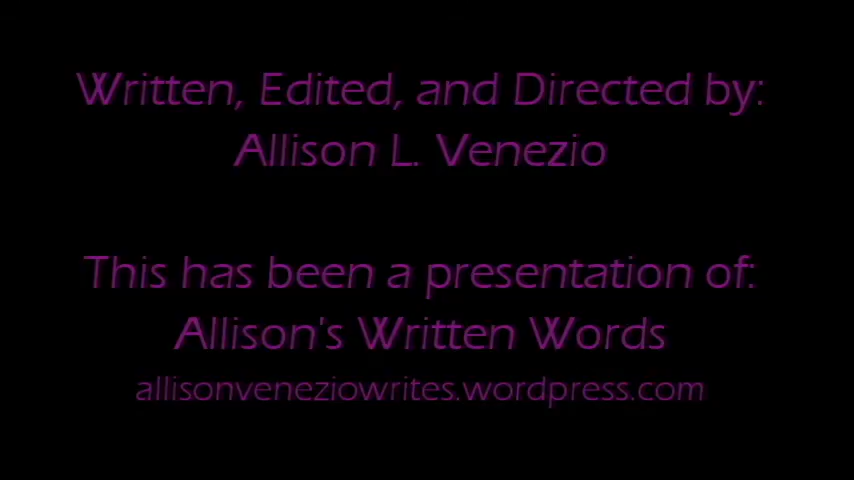 Written, Edited, and Directed by:
Allison L. Venezio
This has been a presentation of:
Allison's Written Words
allisonveneziowrites.wordpress.com